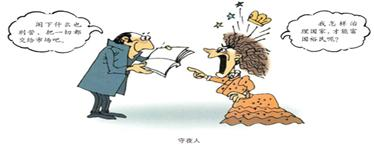 阁下什么也
别管，把一切都
交给市场吧。
我怎样治
理国家，才能富
国裕民呢？
守夜人